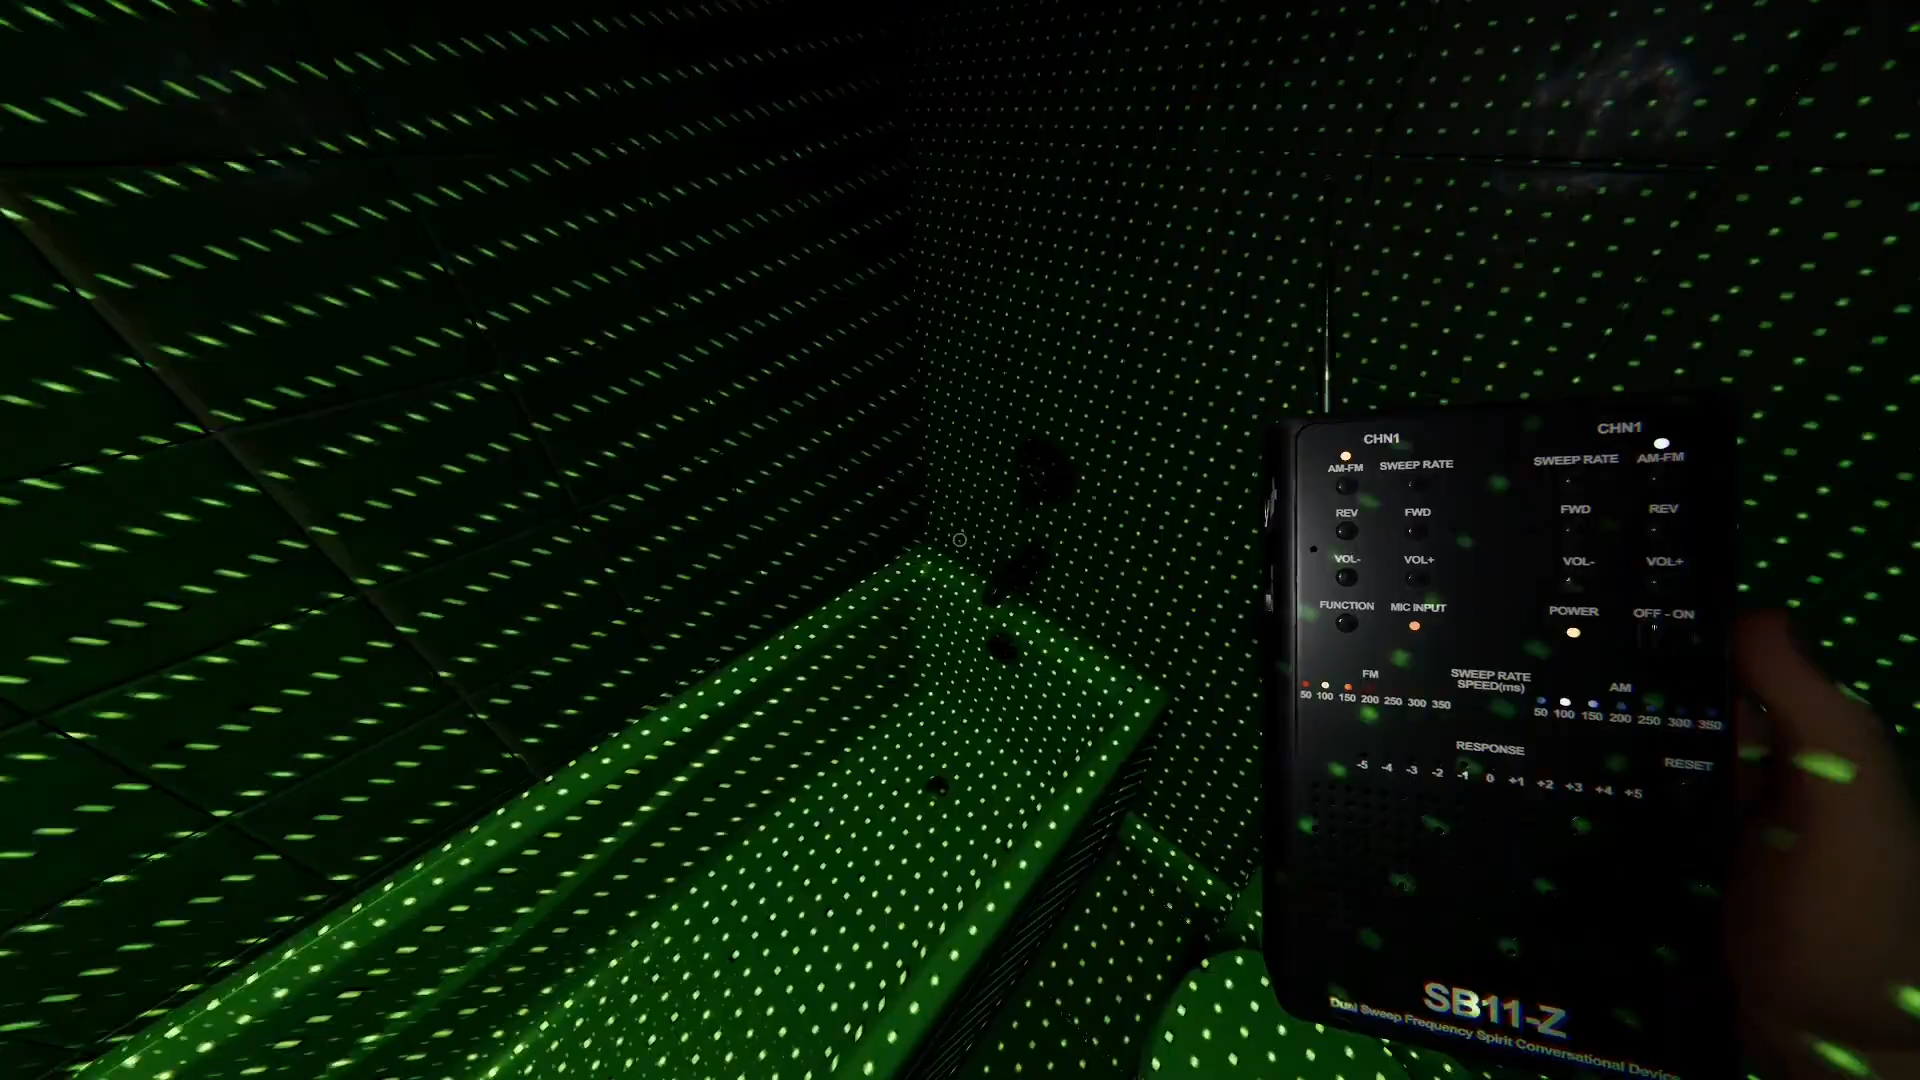 CHN1 CHN1
AM-FM SWEEP RATE SWEEP RATE AM-FM
REV FWD FWD REV
VOL- VOL+ VOL- VOL+
FUNCTION MIC INPUT POWER OFF - ON
FM SWEEP RATE SPEED(ms) AM
50 100 150 200 250 300 350 50 100 150 200 250 300 350
RESPONSE RESET
-5 -4 -3 -2 -1 0 +1 +2 +3 +4 +5
SB11-Z
Dual Sweep Frequency Spirit Conversational Device